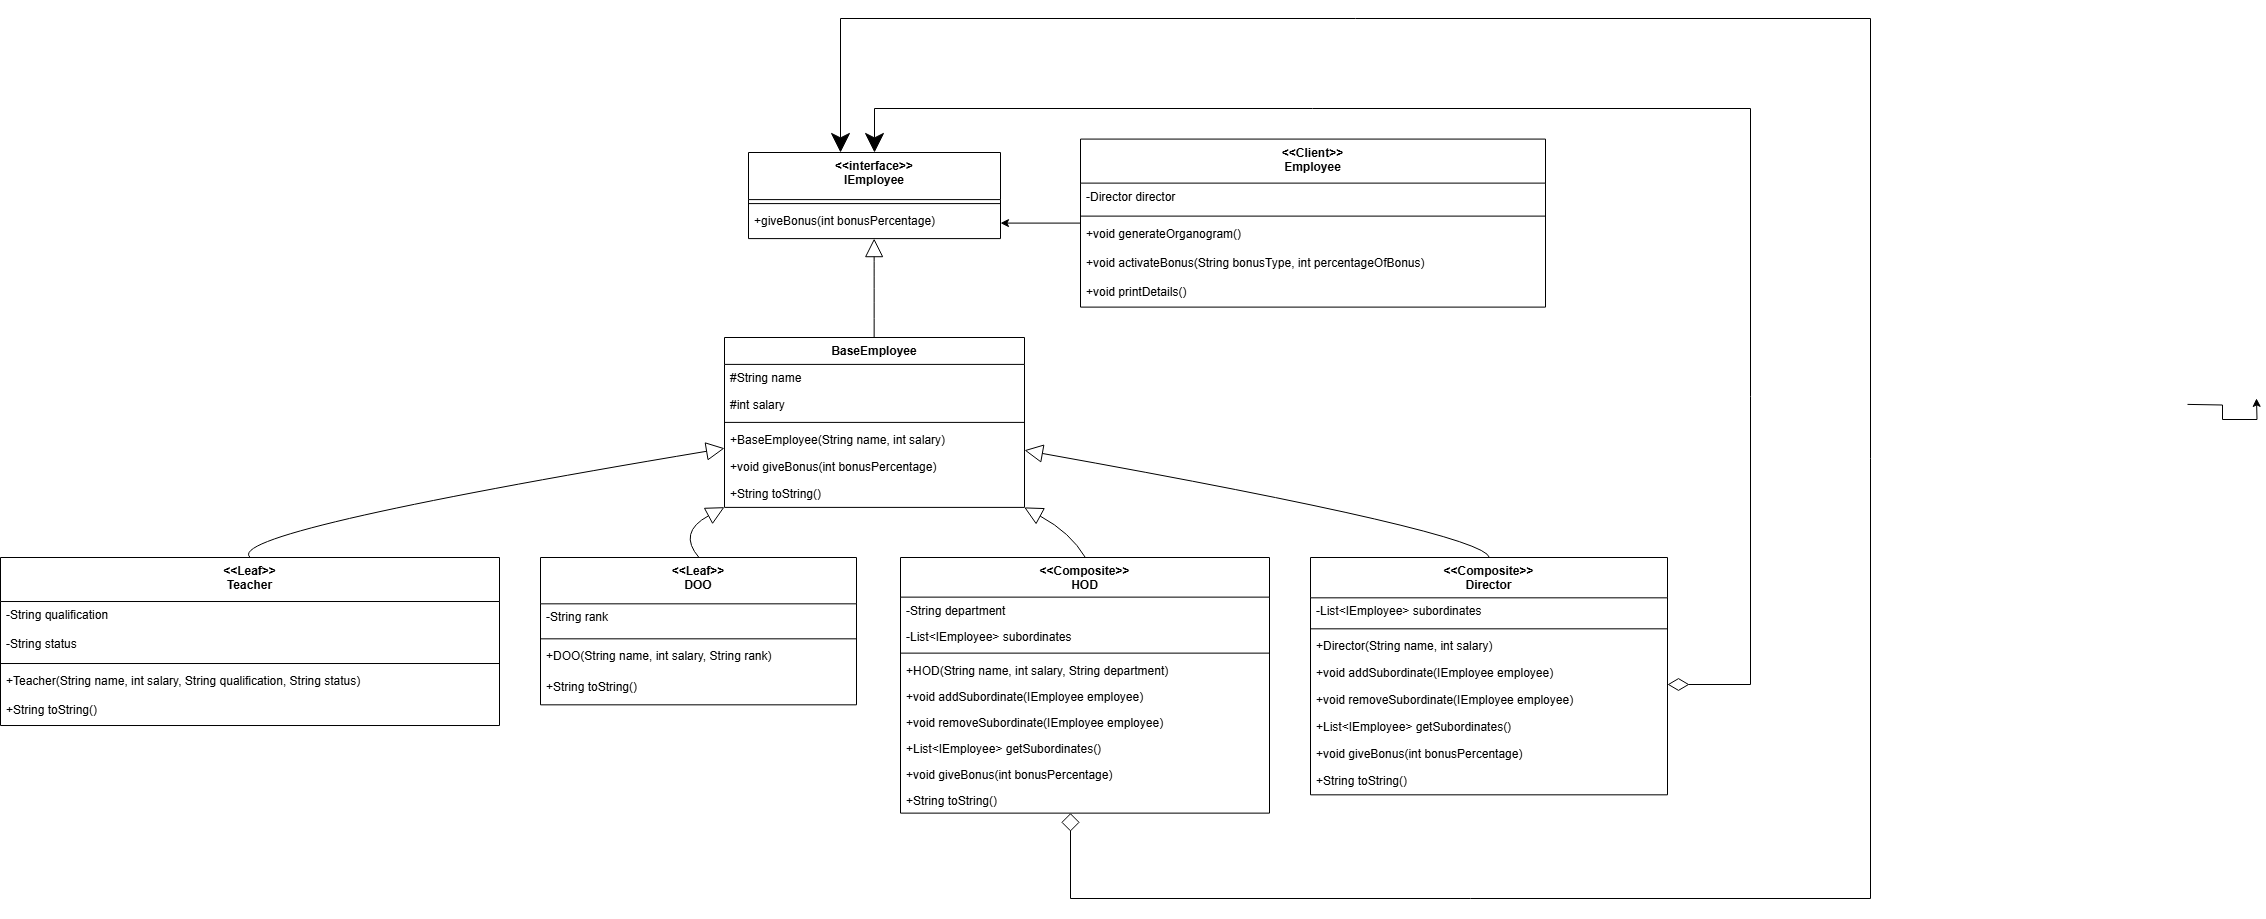 <<interface>>
IEmployee
+giveBonus(int bonusPercentage)
<<Client>>
Employee
-Director director
+void generateOrganogram()
+void activateBonus(String bonusType, int percentageOfBonus)
+void printDetails()
BaseEmployee
#String name
#int salary
+BaseEmployee(String name, int salary)
+void giveBonus(int bonusPercentage)
+String toString()
<<Leaf>>
Teacher
-String qualification
-String status
+Teacher(String name, int salary, String qualification, String status)
+String toString()
<<Leaf>>
DOO
-String rank
+DOO(String name, int salary, String rank)
+String toString()
<<Composite>>
HOD
-String department
-List<IEmployee> subordinates
+HOD(String name, int salary, String department)
+void addSubordinate(IEmployee employee)
+void removeSubordinate(IEmployee employee)
+List<IEmployee> getSubordinates()
+void giveBonus(int bonusPercentage)
+String toString()
<<Composite>>
Director
-List<IEmployee> subordinates
+Director(String name, int salary)
+void addSubordinate(IEmployee employee)
+void removeSubordinate(IEmployee employee)
+List<IEmployee> getSubordinates()
+void giveBonus(int bonusPercentage)
+String toString()